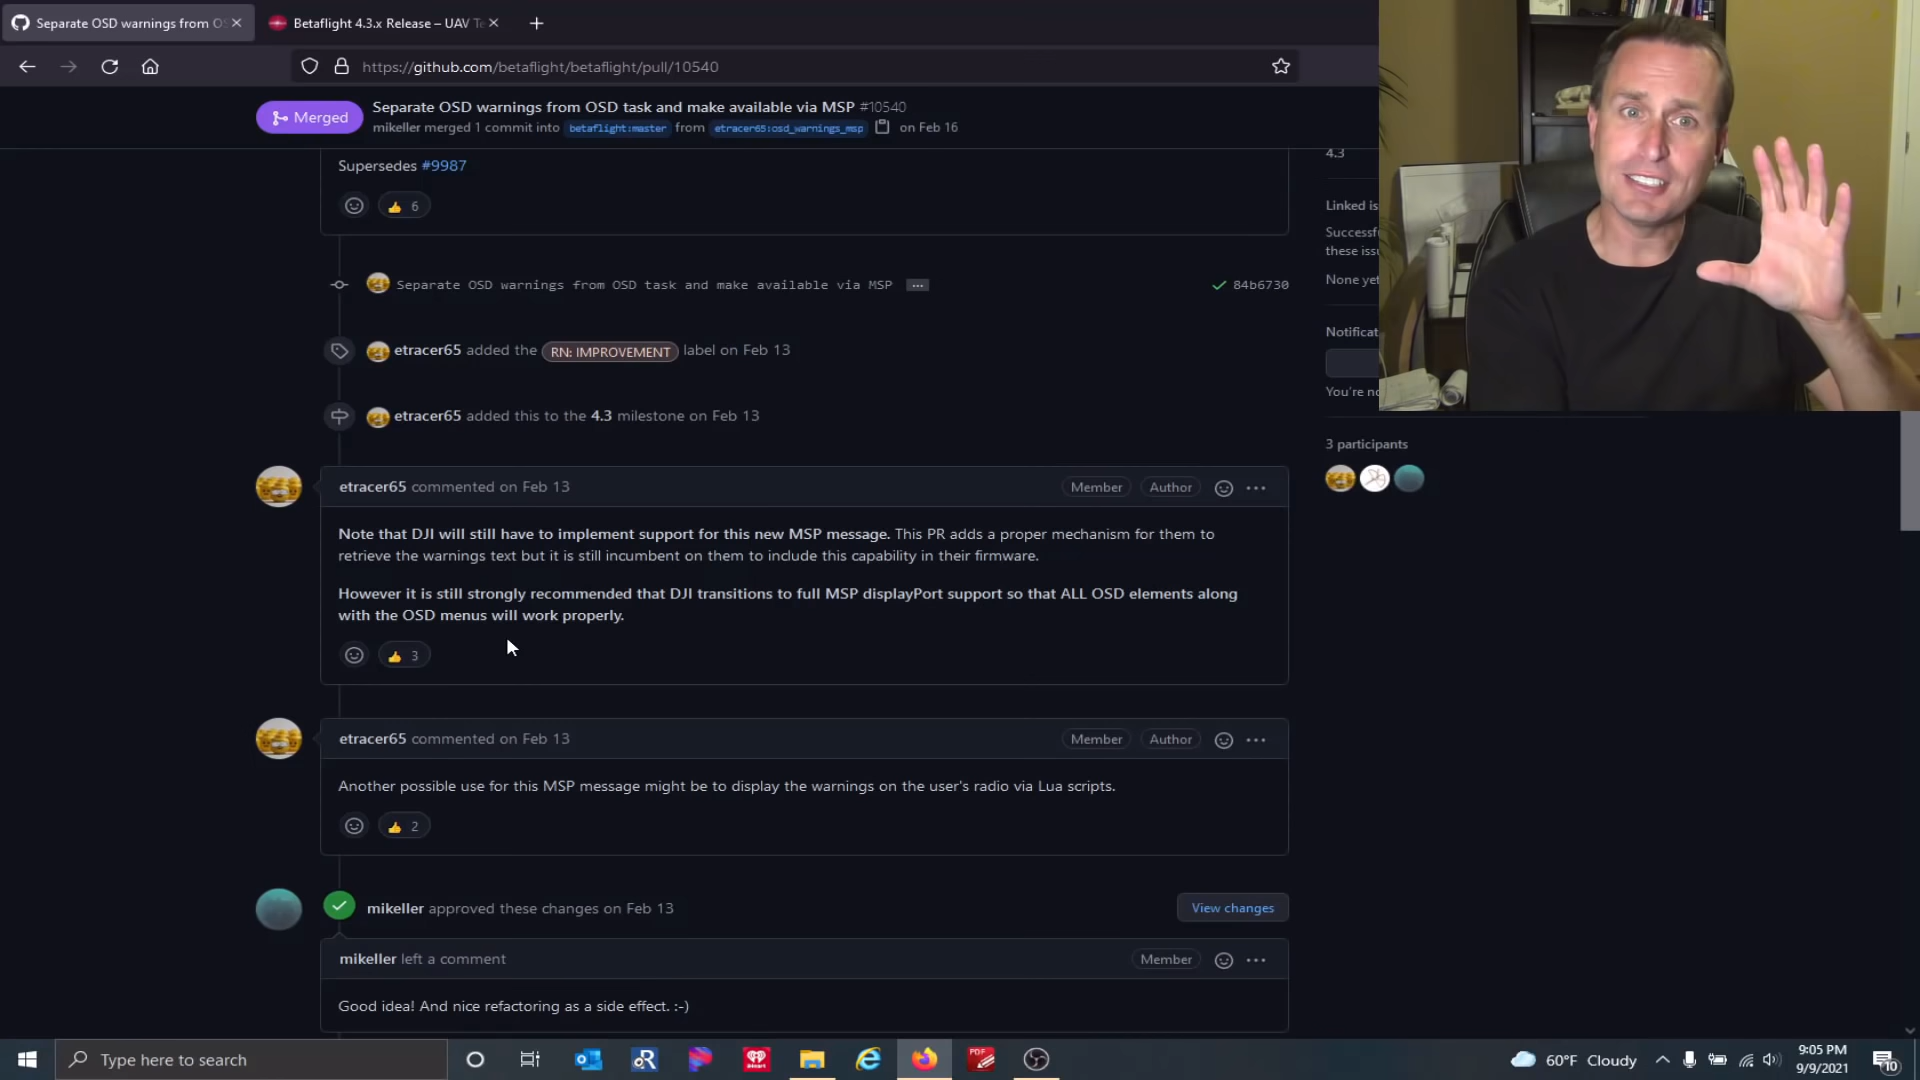 Separate OSD warnings from OS
Betaflight 4.3.x Release – UAV Te
https://github.com/betaflight/betaflight/pull/10540
Merged
Separate OSD warnings from OSD task and make available via MSP #10540
mikeller merged 1 commit into betaflight:master from etracer65:osd_warnings_msp on Feb 16
4.3
Supersedes #9987
6
Linked is
Successf
these iss
None yet
Separate OSD warnings from OSD task and make available via MSP ...
84b6730
Notificat
You're no
etracer65 added the RN: IMPROVEMENT label on Feb 13
etracer65 added this to the 4.3 milestone on Feb 13
3 participants
etracer65 commented on Feb 13
Member
Author
Note that DJI will still have to implement support for this new MSP message. This PR adds a proper mechanism for them to
retrieve the warnings text but it is still incumbent on them to include this capability in their firmware.
However it is still strongly recommended that DJI transitions to full MSP displayPort support so that ALL OSD elements along
with the OSD menus will work properly.
3
etracer65 commented on Feb 13
Member
Author
Another possible use for this MSP message might be to display the warnings on the user's radio via Lua scripts.
2
mikeller approved these changes on Feb 13
View changes
mikeller left a comment
Member
Good idea! And nice refactoring as a side effect. :-)
Type here to search
60°F Cloudy
9:05 PM
9/9/2021
10